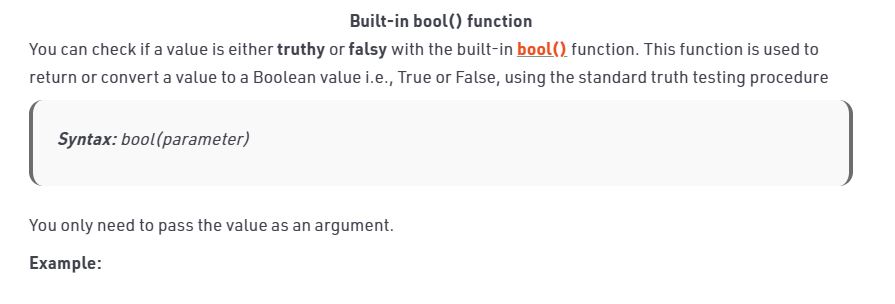 Built-in bool() function
You can check if a value is either truthy or falsy with the built-in bool() function. This function is used to
return or convert a value to a Boolean value i.e., True or False, using the standard truth testing procedure
Syntax: bool(parameter)
You only need to pass the value as an argument.
Example: